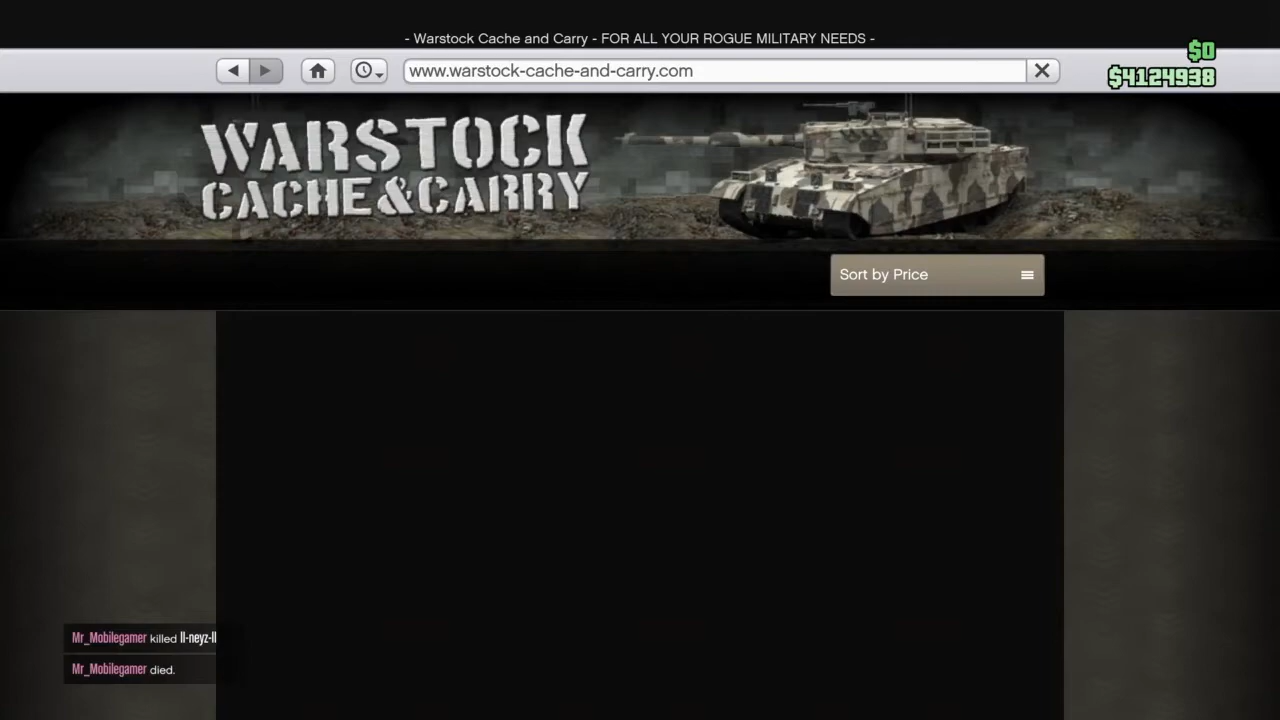 - Warstock Cache and Carry - FOR ALL YOUR ROGUE MILITARY NEEDS -
$0
www.warstock-cache-and-carry.com
$4124938
WARSTOCK
CACHE&CARRY
Sort by Price
Mr_Mobilegamer killed ll-neyz-ll
Mr_Mobilegamer died.